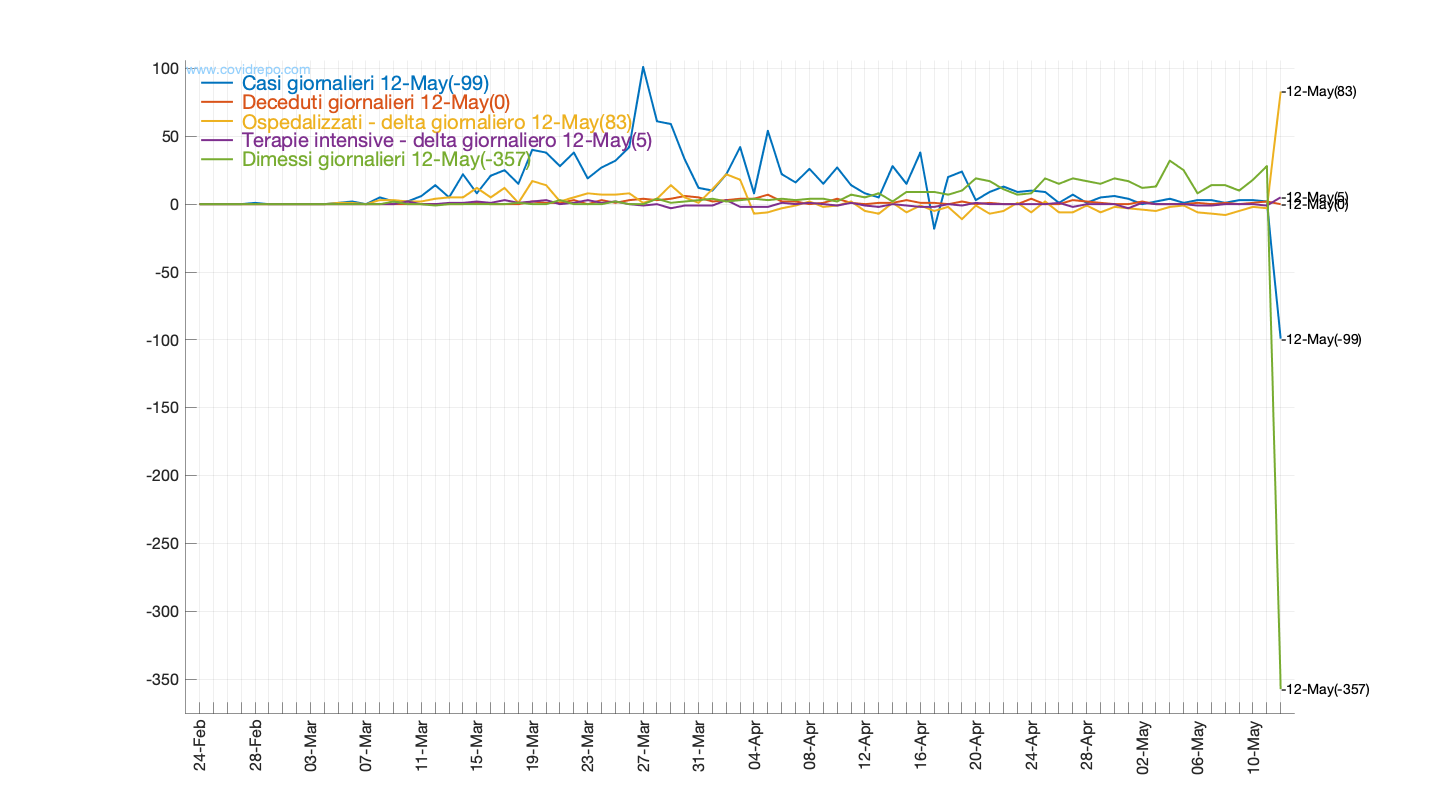 www.covidrepo.com
Casi giornalieri 12-May(-99)
Deceduti giornalieri 12-May(0)
Ospedalizzati - delta giornaliero 12-May(83)
Terapie intensive - delta giornaliero 12-May(5)
Dimessi giornalieri 12-May(-357)
100
50
0
-50
-100
-150
-200
-250
-300
-350
12-May(83)
12-May(5)
12-May(0)
12-May(-99)
12-May(-357)
24-Feb
28-Feb
03-Mar
07-Mar
11-Mar
15-Mar
19-Mar
23-Mar
27-Mar
31-Mar
04-Apr
08-Apr
12-Apr
16-Apr
20-Apr
24-Apr
28-Apr
02-May
06-May
10-May